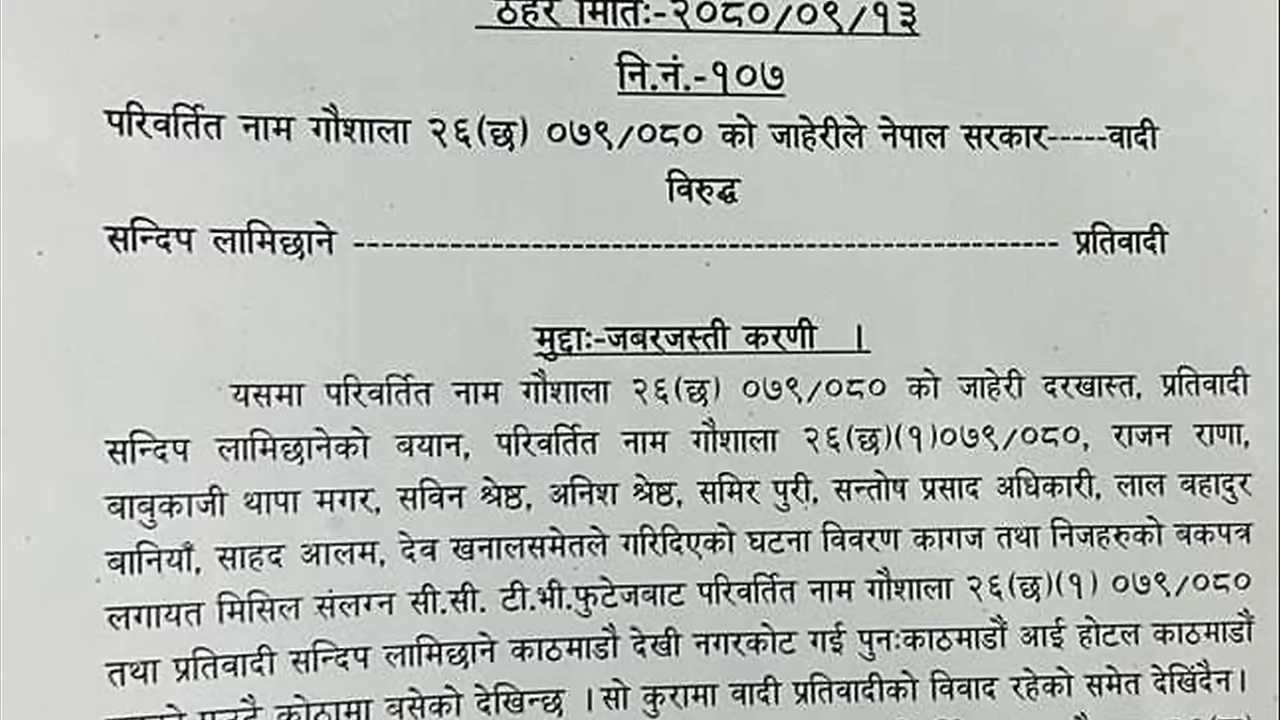 ठहर मितिः-२०८०/०९/१३
नि.नं.-१०७
परिवर्तित नाम गौशाला २६(छ) ०७९/०८० को जाहेरीले नेपाल सरकार-----वादी
विरुद्ध
सन्दिप लामिछाने ------------------------------------------------------------ प्रतिवादी
मुद्दाः-जबरजस्ती करणी ।
यसमा परिवर्तित नाम गौशाला २६(छ) ०७९/०८० को जाहेरी दरखास्त, प्रतिवादी
सन्दिप लामिछानेको बयान, परिवर्तित नाम गौशाला २६(छ)(१)०७९/०८०, राजन राणा,
बाबुकाजी थापा मगर, सविन श्रेष्ठ, अनिश श्रेष्ठ, समिर पुरी, सन्तोष प्रसाद अधिकारी, लाल बहादुर
बानियाँ, साहद आलम, देव खनालसमेतले गरिदिएको घटना विवरण कागज तथा निजहरुको बकपत्र
लगायत मिसिल संलग्न सी.सी. टी.भी.फुटेजबाट परिवर्तित नाम गौशाला २६(छ)(१) ०७९/०८०
तथा प्रतिवादी सन्दिप लामिछाने काठमाडौ देखी नगरकोट गई पुनःकाठमाडौं आई होटल काठमाडौं
कोठामा बसेको देखिन्छ । सो कुरामा वादी प्रतिवादीको विवाद रहेको समेत देखिंदैन।